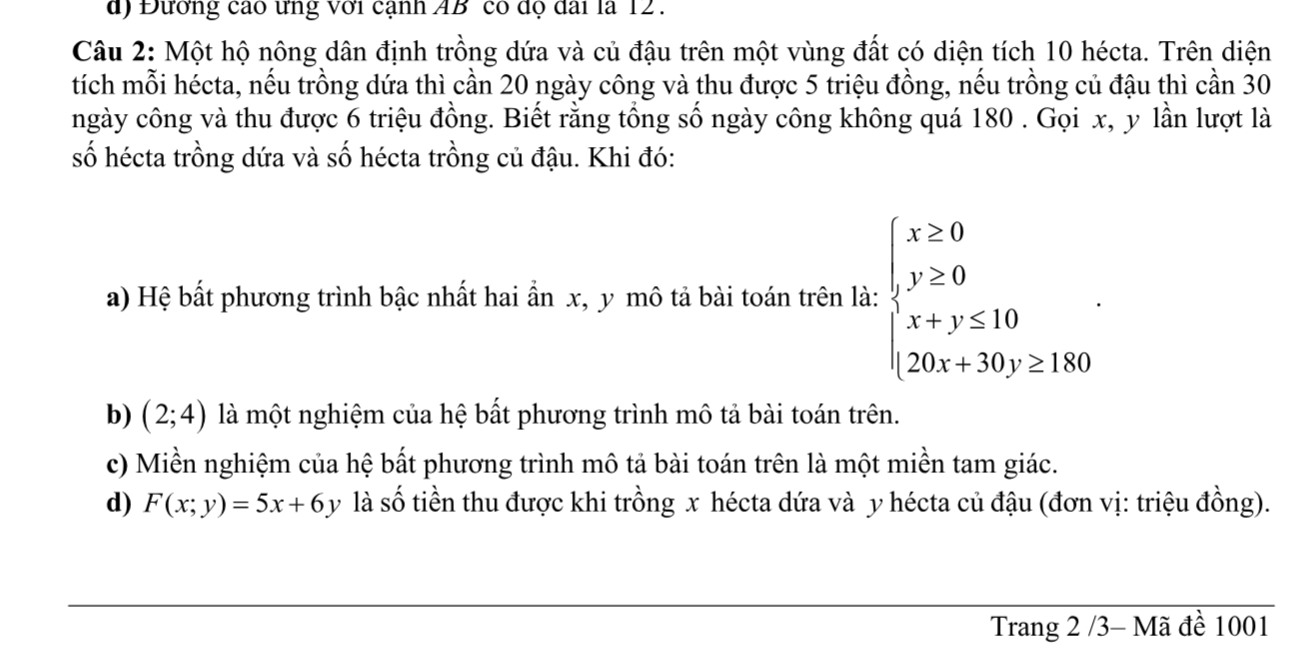 d) Đường cao ứng với cạnh AB có độ dài là 12.
Câu 2: Một hộ nông dân định trồng dứa và củ đậu trên một vùng đất có diện tích 10 hécta. Trên diện
tích mỗi hécta, nếu trồng dứa thì cần 20 ngày công và thu được 5 triệu đồng, nếu trồng củ đậu thì cần 30
ngày công và thu được 6 triệu đồng. Biết rằng tổng số ngày công không quá 180 . Gọi x, y lần lượt là
số hécta trồng dứa và số hécta trồng củ đậu. Khi đó:
x ≥ 0
y ≥ 0
a) Hệ bất phương trình bậc nhất hai ẩn x, y mô tả bài toán trên là: { .
x + y ≤ 10
20x + 30y ≥ 180
b) (2;4) là một nghiệm của hệ bất phương trình mô tả bài toán trên.
c) Miền nghiệm của hệ bất phương trình mô tả bài toán trên là một miền tam giác.
d) F(x; y) = 5x + 6y là số tiền thu được khi trồng x hécta dứa và y hécta củ đậu (đơn vị: triệu đồng).
Trang 2 /3– Mã đề 1001